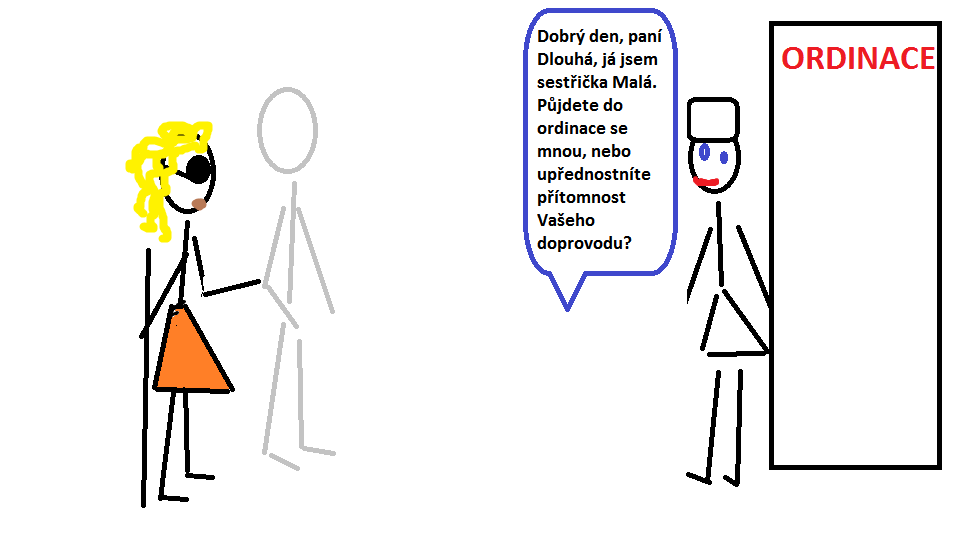 Dobrý den, paní
Dlouhá, já jsem
sestřička Malá.
Půjdete do
ordinace se
mnou, nebo
upřednostníte
přítomnost
Vašeho
doprovodu?
ORDINACE